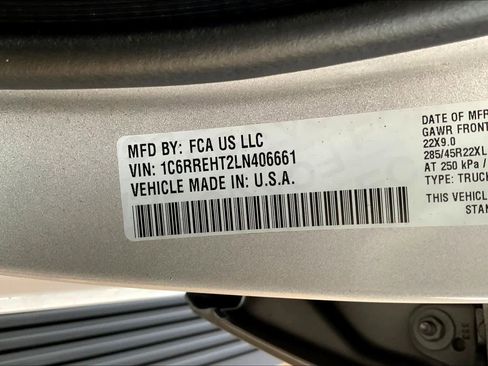 MFD BY: FCA US LLC
VIN: 1C6RREHT2LN406661
VEHICLE MADE IN: U.S.A.
DATE OF MFR
GAWR FRONT
22X9.0
285/45R22XL
AT 250 kPa /
TYPE: TRUCK
THIS VEHICLE
STAN